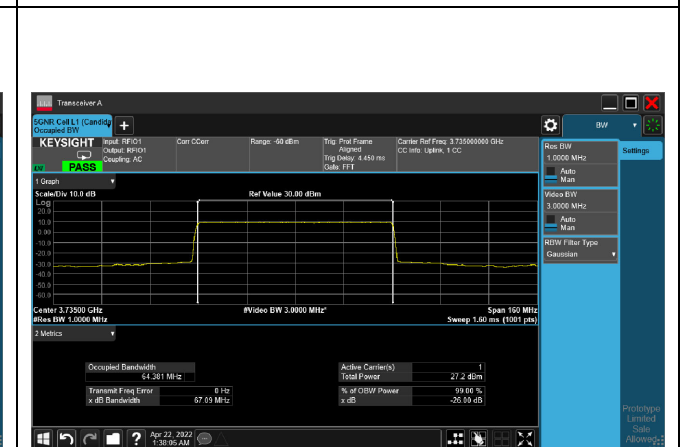 Transceiver A
5GNR Cell L1 (Candida
Occupied BW
BW
KEYSIGHT
Input: RFIO1
Output: RFIO1
Coupling: AC
Corr CCorr
Range: -60 dBm
Trig: Prot Frame
Aligned
Trig Delay: 4.450 ms
Gate: FFT
Carrier Ref Freq: 3.735000000 GHz
CC Info: Uplink, 1 CC
PASS
Res BW
1.0000 MHz
Auto
Man
Settings
Video BW
3.0000 MHz
Auto
Man
RBW Filter Type
Gaussian
1 Graph
Scale/Div 10.0 dB
Ref Value 30.00 dBm
Log
20.0
10.0
0.00
-10.0
-20.0
-30.0
-40.0
-50.0
-60.0
Center 3.73500 GHz
#Video BW 3.0000 MHz*
Span 160 MHz
#Res BW 1.0000 MHz
Sweep 1.60 ms (1001 pts)
2 Metrics
Occupied Bandwidth
64.381 MHz
Active Carrier(s) 1
Total Power 27.2 dBm
Transmit Freq Error 0 Hz
x dB Bandwidth 67.09 MHz
% of OBW Power 99.00 %
x dB -26.00 dB
Prototype
Limited
Sale
Allowed
Apr 22, 2022
1:38:05 AM